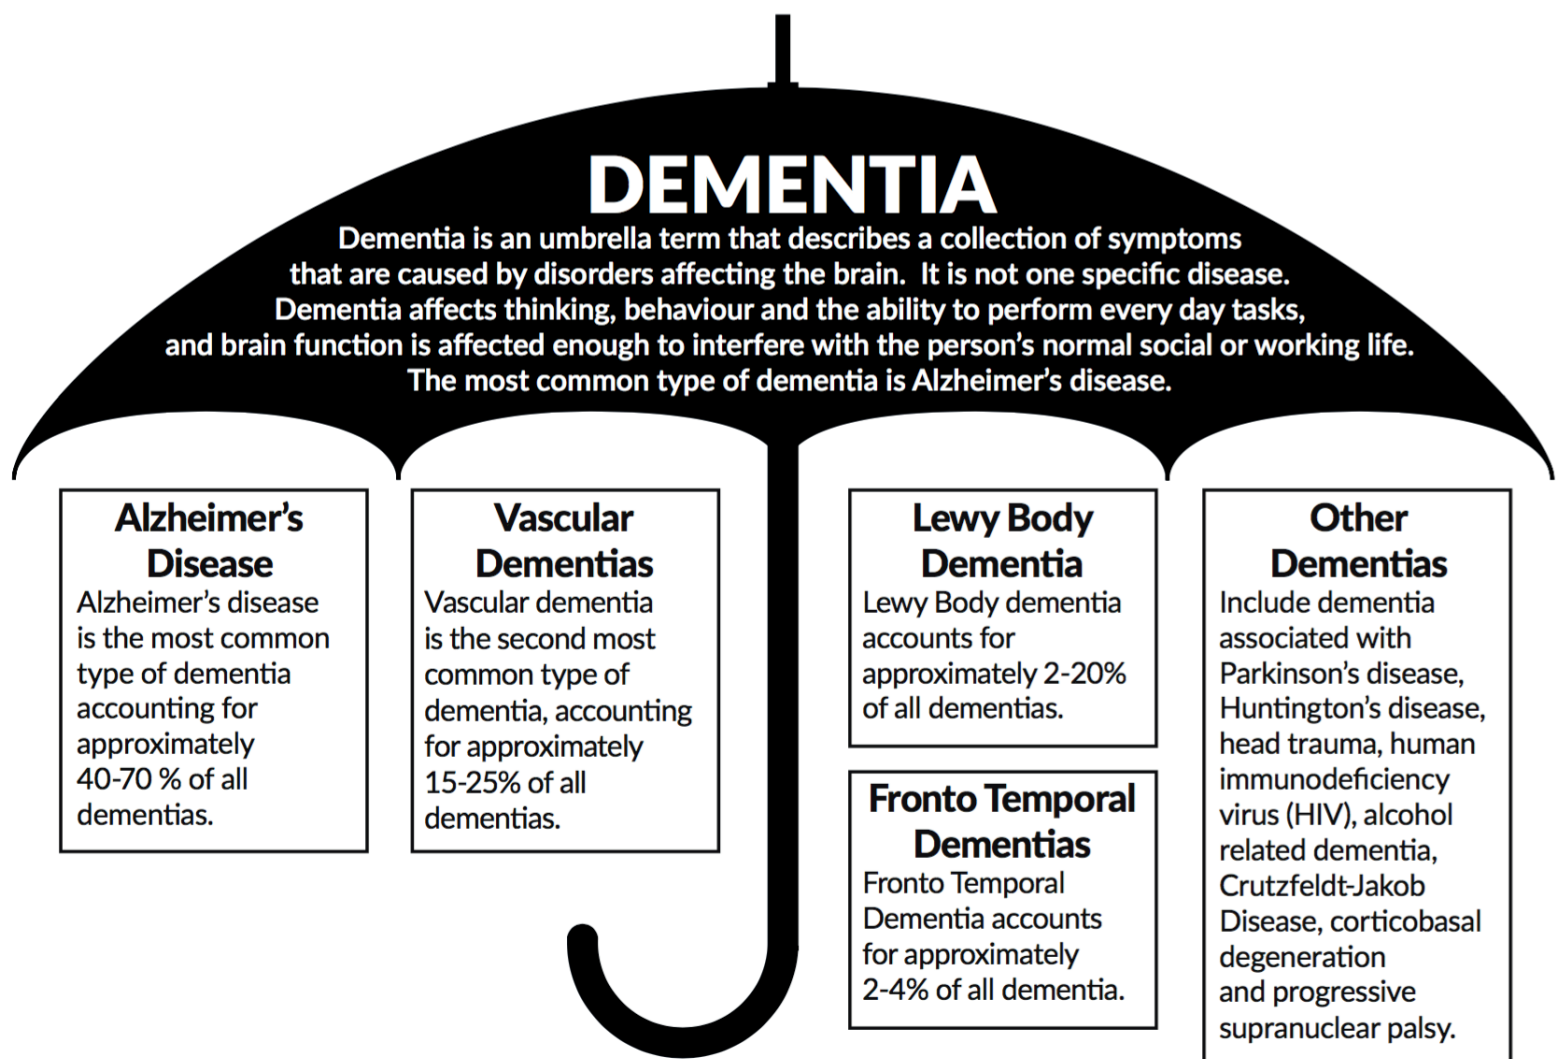 DEMENTIA
Dementia is an umbrella term that describes a collection of symptoms
that are caused by disorders affecting the brain.  It is not one specific disease.
Dementia affects thinking, behaviour and the ability to perform every day tasks,
and brain function is affected enough to interfere with the person’s normal social or working life.
The most common type of dementia is Alzheimer’s disease.
Alzheimer’s
Disease
Alzheimer’s disease
is the most common
type of dementia
accounting for
approximately
40-70 % of all
dementias.
Vascular
Dementias
Vascular dementia
is the second most
common type of
dementia, accounting
for approximately
15-25% of all
dementias.
Lewy Body
Dementia
Lewy Body dementia
accounts for
approximately 2-20%
of all dementias.
Fronto Temporal
Dementias
Fronto Temporal
Dementia accounts
for approximately
2-4% of all dementia.
Other
Dementias
Include dementia
associated with
Parkinson’s disease,
Huntington’s disease,
head trauma, human
immunodeficiency
virus (HIV), alcohol
related dementia,
Crutzfeldt-Jakob
Disease, corticobasal
degeneration
and progressive
supranuclear palsy.